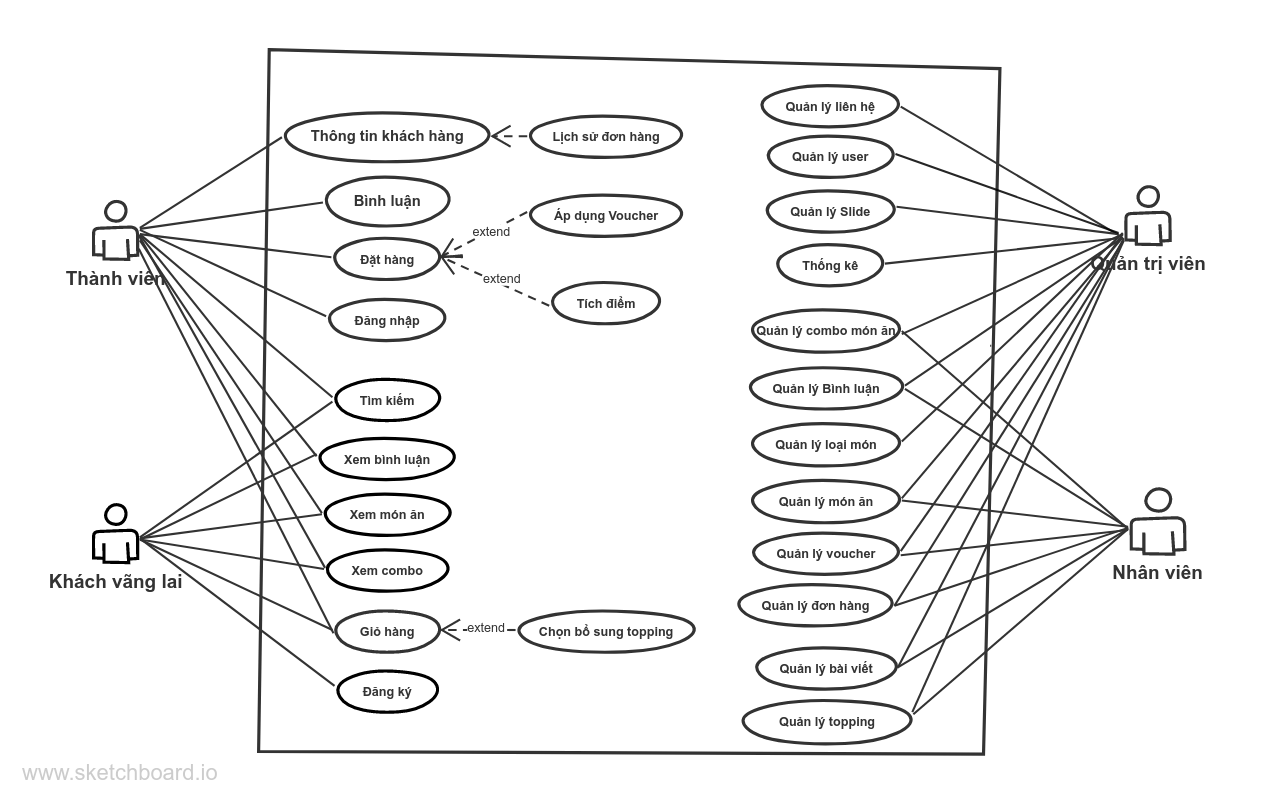 Thông tin khách hàng
Lịch sử đơn hàng
Bình luận
Áp dụng Voucher
extend
Đặt hàng
extend
Tích điểm
Đăng nhập
Tìm kiếm
Xem bình luận
Xem món ăn
Xem combo
Giỏ hàng
extend
Chọn bổ sung topping
Đăng ký
Thành viên
Khách vãng lai
Quản lý liên hệ
Quản lý user
Quản lý Slide
Thống kê
Quản lý combo món ăn
Quản lý Bình luận
Quản lý loại món
Quản lý món ăn
Quản lý voucher
Quản lý đơn hàng
Quản lý bài viết
Quản lý topping
Quản trị viên
Nhân viên
www.sketchboard.io